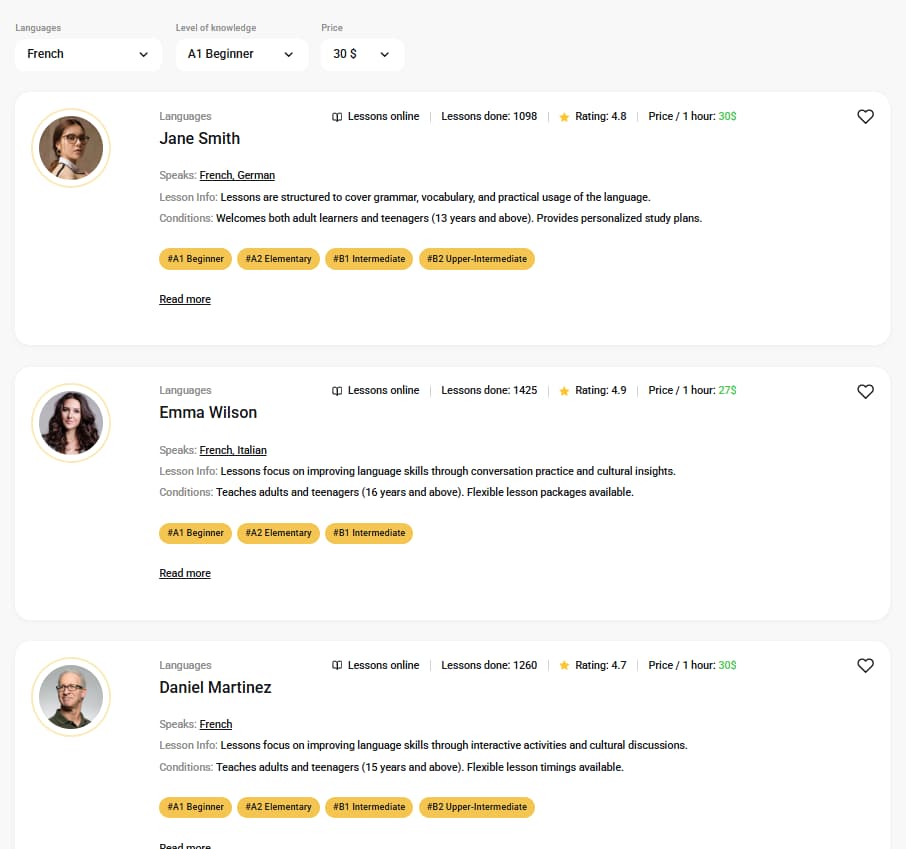 Languages Level of knowledge Price
French A1 Beginner 30 $
Languages Lessons online Lessons done: 1098 Rating: 4.8 Price / 1 hour: 30$
Jane Smith
Speaks: French, German
Lesson Info: Lessons are structured to cover grammar, vocabulary, and practical usage of the language.
Conditions: Welcomes both adult learners and teenagers (13 years and above). Provides personalized study plans.
#A1 Beginner #A2 Elementary #B1 Intermediate #B2 Upper-Intermediate
Read more
Languages Lessons online Lessons done: 1425 Rating: 4.9 Price / 1 hour: 27$
Emma Wilson
Speaks: French, Italian
Lesson Info: Lessons focus on improving language skills through conversation practice and cultural insights.
Conditions: Teaches adults and teenagers (16 years and above). Flexible lesson packages available.
#A1 Beginner #A2 Elementary #B1 Intermediate
Read more
Languages Lessons online Lessons done: 1260 Rating: 4.7 Price / 1 hour: 30$
Daniel Martinez
Speaks: French
Lesson Info: Lessons focus on improving language skills through interactive activities and cultural discussions.
Conditions: Teaches adults and teenagers (15 years and above). Flexible lesson timings available.
#A1 Beginner #A2 Elementary #B1 Intermediate #B2 Upper-Intermediate
Read more